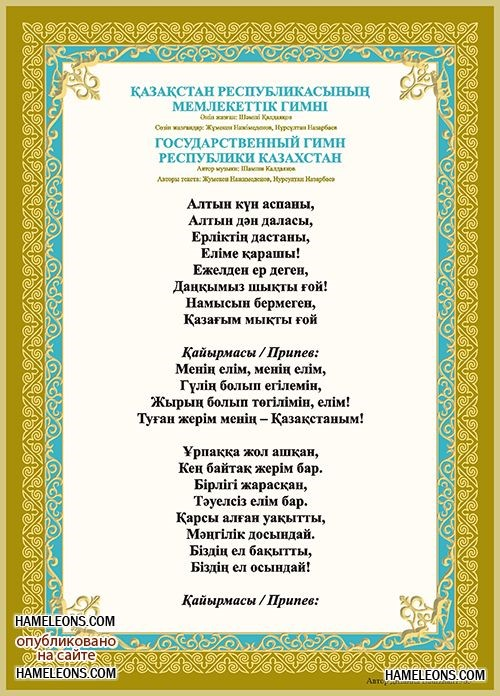 ҚАЗАҚСТАН РЕСПУБЛИКАСЫНЫҢ
МЕМЛЕКЕТТІК ГИМНІ
Әнін жазған: Шәмші Қалдаяқов
Сөзін жазғандар: Жұмекен Нәжімеденов, Нұрсұлтан Назарбаев
ГОСУДАРСТВЕННЫЙ ГИМН
РЕСПУБЛИКИ КАЗАХСТАН
Автор музыки: Шамши Калдаяков
Авторы текста: Жумекен Нажимеденов, Нурсултан Назарбаев
Алтын күн аспаны,
Алтын дән даласы,
Ерліктің дастаны,
Еліме қарашы!
Ежелден ер деген,
Даңқымыз шықты ғой!
Намысын бермеген,
Қазағым мықты ғой
Қайырмасы / Припев:
Менің елім, менің елім,
Гүлің болып егілемін,
Жырың болып төгілімін, елім!
Туған жерім менің – Қазақстаным!
Ұрпаққа жол ашқан,
Кең байтақ жерім бар.
Бірлігі жарасқан,
Тәуелсіз елім бар.
Қарсы алған уақытты,
Мәңгілік досындай.
Біздің ел бақытты,
Біздің ел осындай!
Қайырмасы / Припев:
HAMELEONS.COM
опубликовано
на сайте
HAMELEONS.COM
HAMELEONS.COM